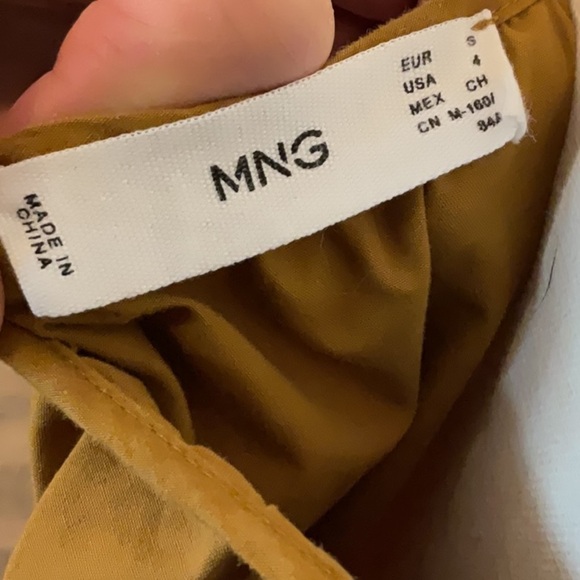 MADE IN
CHINA
MNG
EUR S
USA 4
MEX CH
CN M-160/
84A